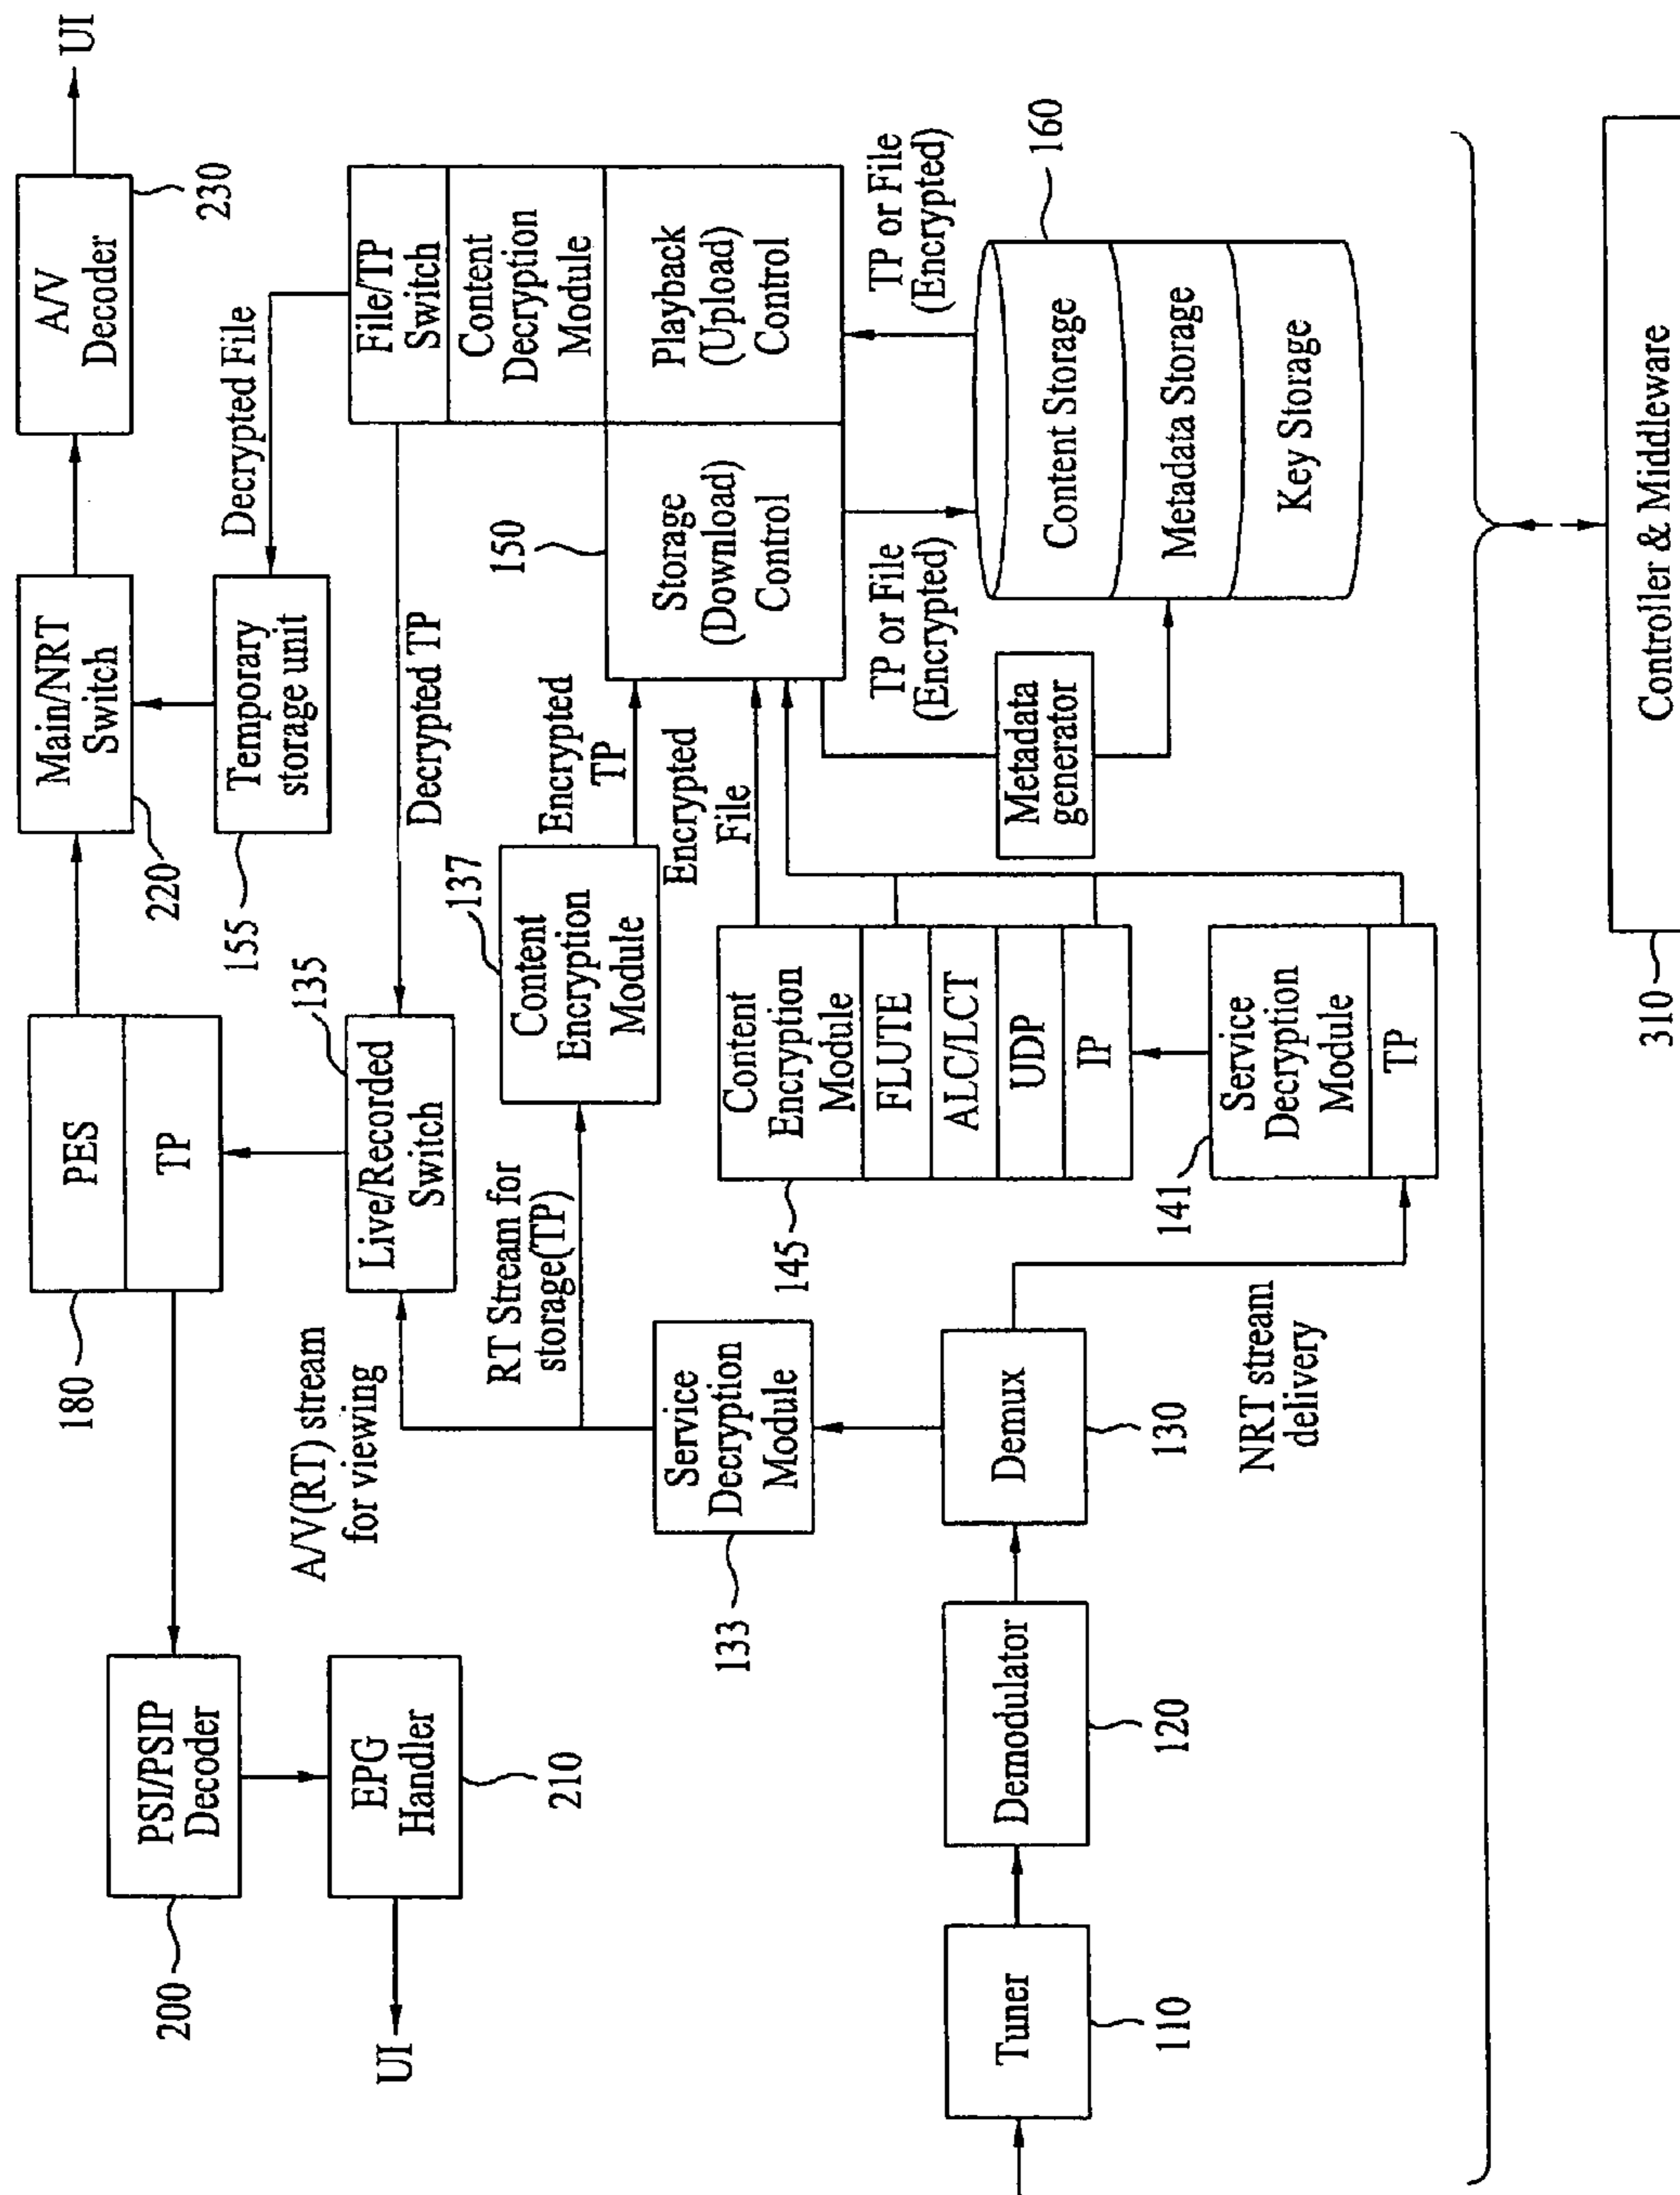 UI
A/V
Decoder
230
Main/NRT
Switch
220
PES
TP
180
PSI/PSIP
Decoder
200
EPG
Handler
210
UI
Temporary
storage unit
155
Decrypted File
Decrypted TP
Live/Recorded
Switch
135
A/V(RT) stream
for viewing
RT Stream for
storage(TP)
Content
Encryption
Module
137
Encrypted
TP
Encrypted
File
File/TP
Switch
Content
Decryption
Module
Playback
(Upload)
Control
Storage
(Download)
Control
150
TP or File
(Encrypted)
TP or File
(Encrypted)
160
Content Storage
Metadata Storage
Key Storage
Metadata
generator
Content
Encryption
Module
FLUTE
ALC/LCT
UDP
IP
145
Service
Decryption
Module
TP
141
Service
Decryption
Module
133
Tuner
110
Demodulator
120
Demux
130
NRT stream
delivery
Controller & Middleware
310